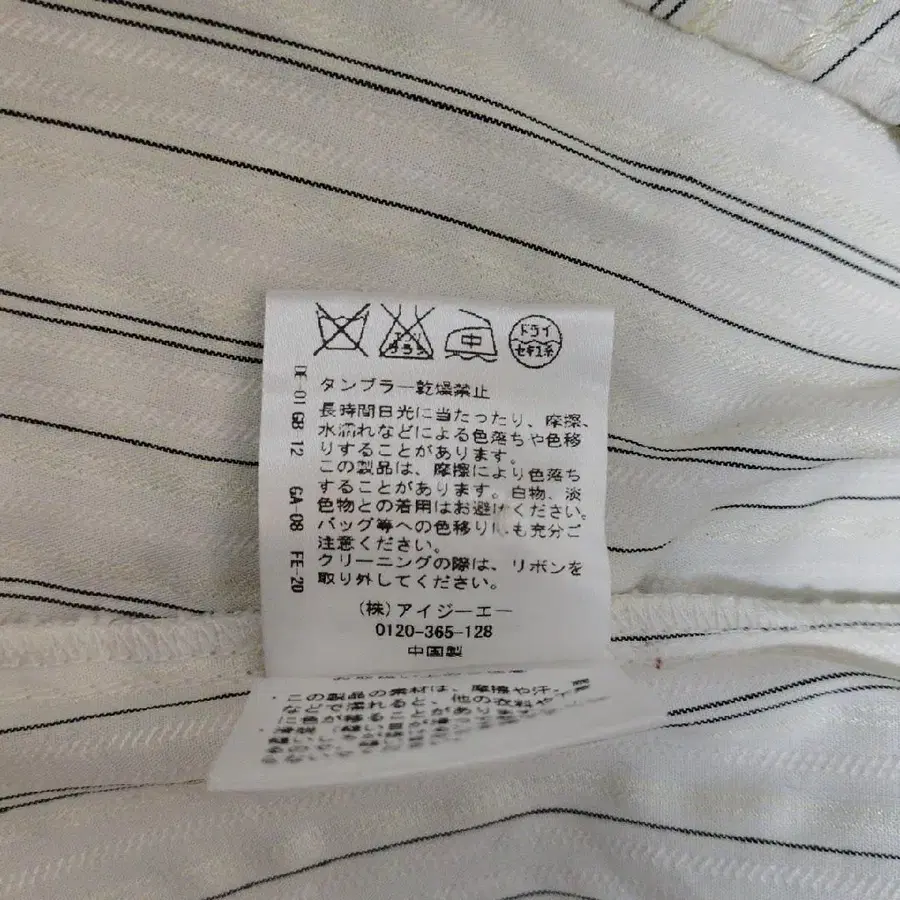 エンソ
サラシ
中
ドライ
セキユ系
タンブラー乾燥禁止
長時間日光に当たったり、摩擦、
水濡れなどによる色落ちや色移
りすることがあります。
この製品は、摩擦により色落ち
することがあります。白物、淡
色物との着用はお避けください。
バッグ等への色移りにも充分ご
注意ください。
クリーニングの際は、リボンを
取り外してください。
(株)アイジーエー
0120-365-128
中国製
DE-01 GB 12 GA-08 FE-20
この製品の素材は、摩擦や汗、